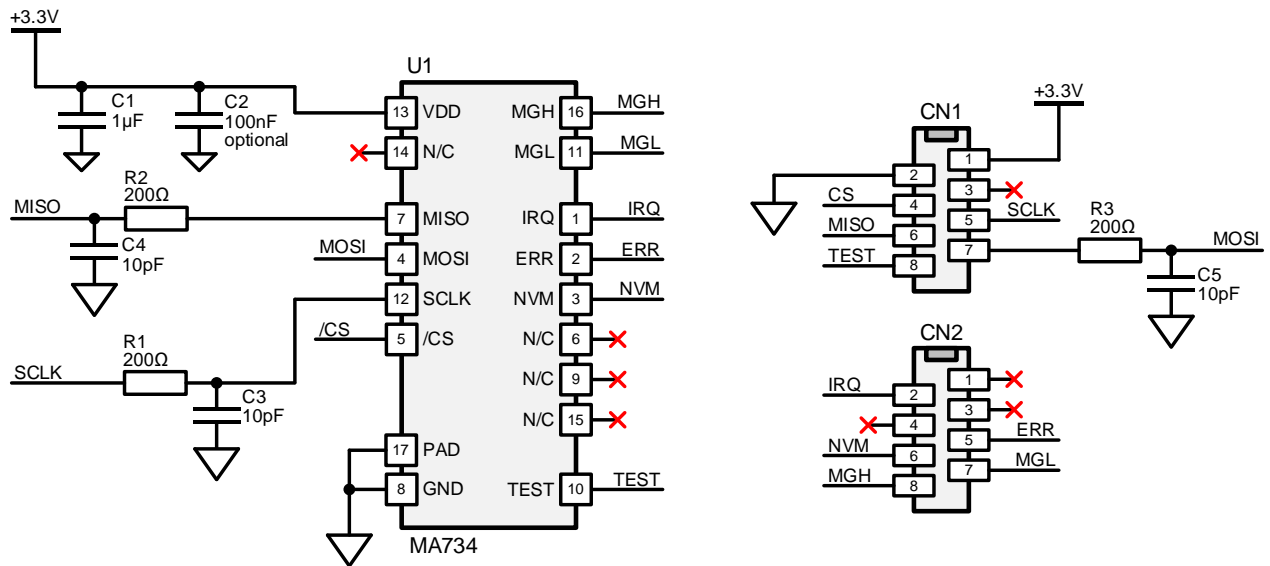 +3.3V
C1
1µF
C2
100nF
optional
R2
200Ω
MISO
C4
10pF
MOSI
/CS
R1
200Ω
SCLK
C3
10pF
U1
13 VDD
14 N/C
7 MISO
4 MOSI
12 SCLK
5 /CS
17 PAD
8 GND
MGH 16 MGH
MGL 11 MGL
IRQ 1 IRQ
ERR 2 ERR
NVM 3 NVM
N/C 6
N/C 9
N/C 15
TEST 10 TEST
MA734
+3.3V
CN1
1
2
3
CS 4
5 SCLK
MISO 6
7
TEST 8
R3
200Ω
MOSI
C5
10pF
CN2
1
IRQ 2
3
4
5 ERR
NVM 6
7 MGL
MGH 8